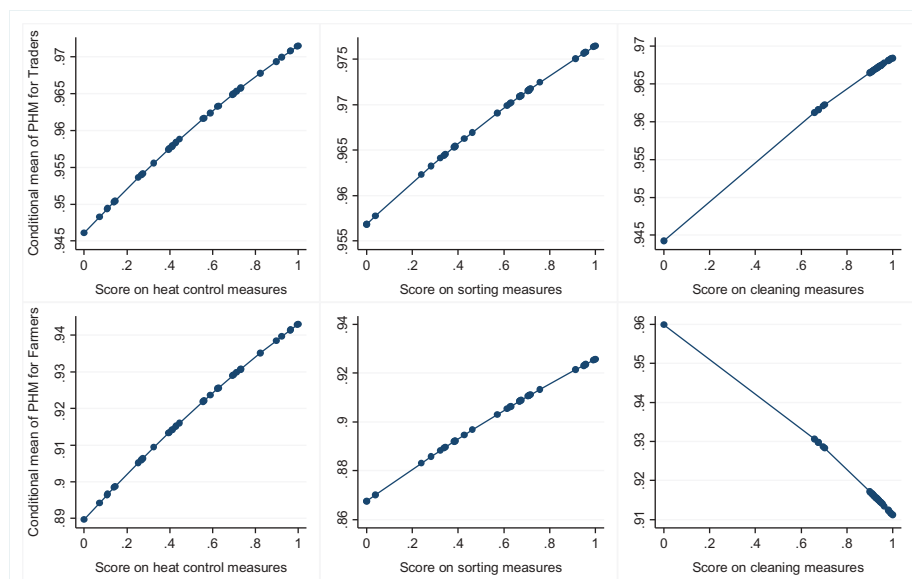 Conditional mean of PHM for Traders
.945 .95 .955 .96 .965 .97
0 .2 .4 .6 .8 1
Score on heat control measures
.955 .96 .965 .97 .975
0 .2 .4 .6 .8 1
Score on sorting measures
.945 .95 .955 .96 .965 .97
0 .2 .4 .6 .8 1
Score on cleaning measures
Conditional mean of PHM for Farmers
.89 .9 .91 .92 .93 .94
0 .2 .4 .6 .8 1
Score on heat control measures
.86 .88 .9 .92 .94
0 .2 .4 .6 .8 1
Score on sorting measures
.91 .92 .93 .94 .95 .96
0 .2 .4 .6 .8 1
Score on cleaning measures